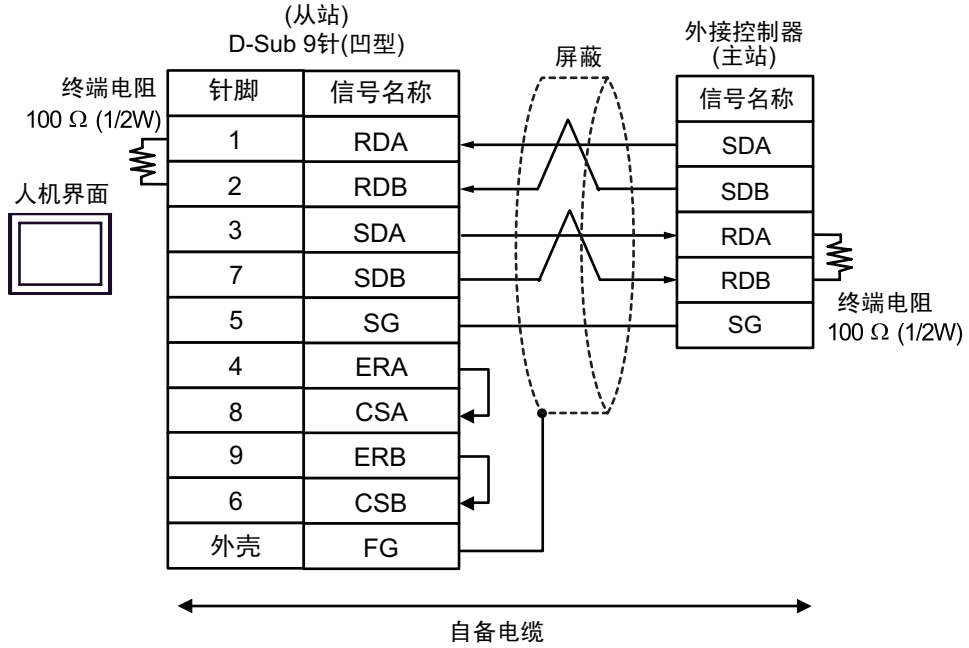 (从站)
D-Sub 9针(凹型)
外接控制器
(主站)
屏蔽
终端电阻
100 Ω (1/2W)
人机界面
针脚 信号名称
1 RDA
2 RDB
3 SDA
7 SDB
5 SG
4 ERA
8 CSA
9 ERB
6 CSB
外壳 FG
信号名称
SDA
SDB
RDA
RDB
SG
终端电阻
100 Ω (1/2W)
自备电缆